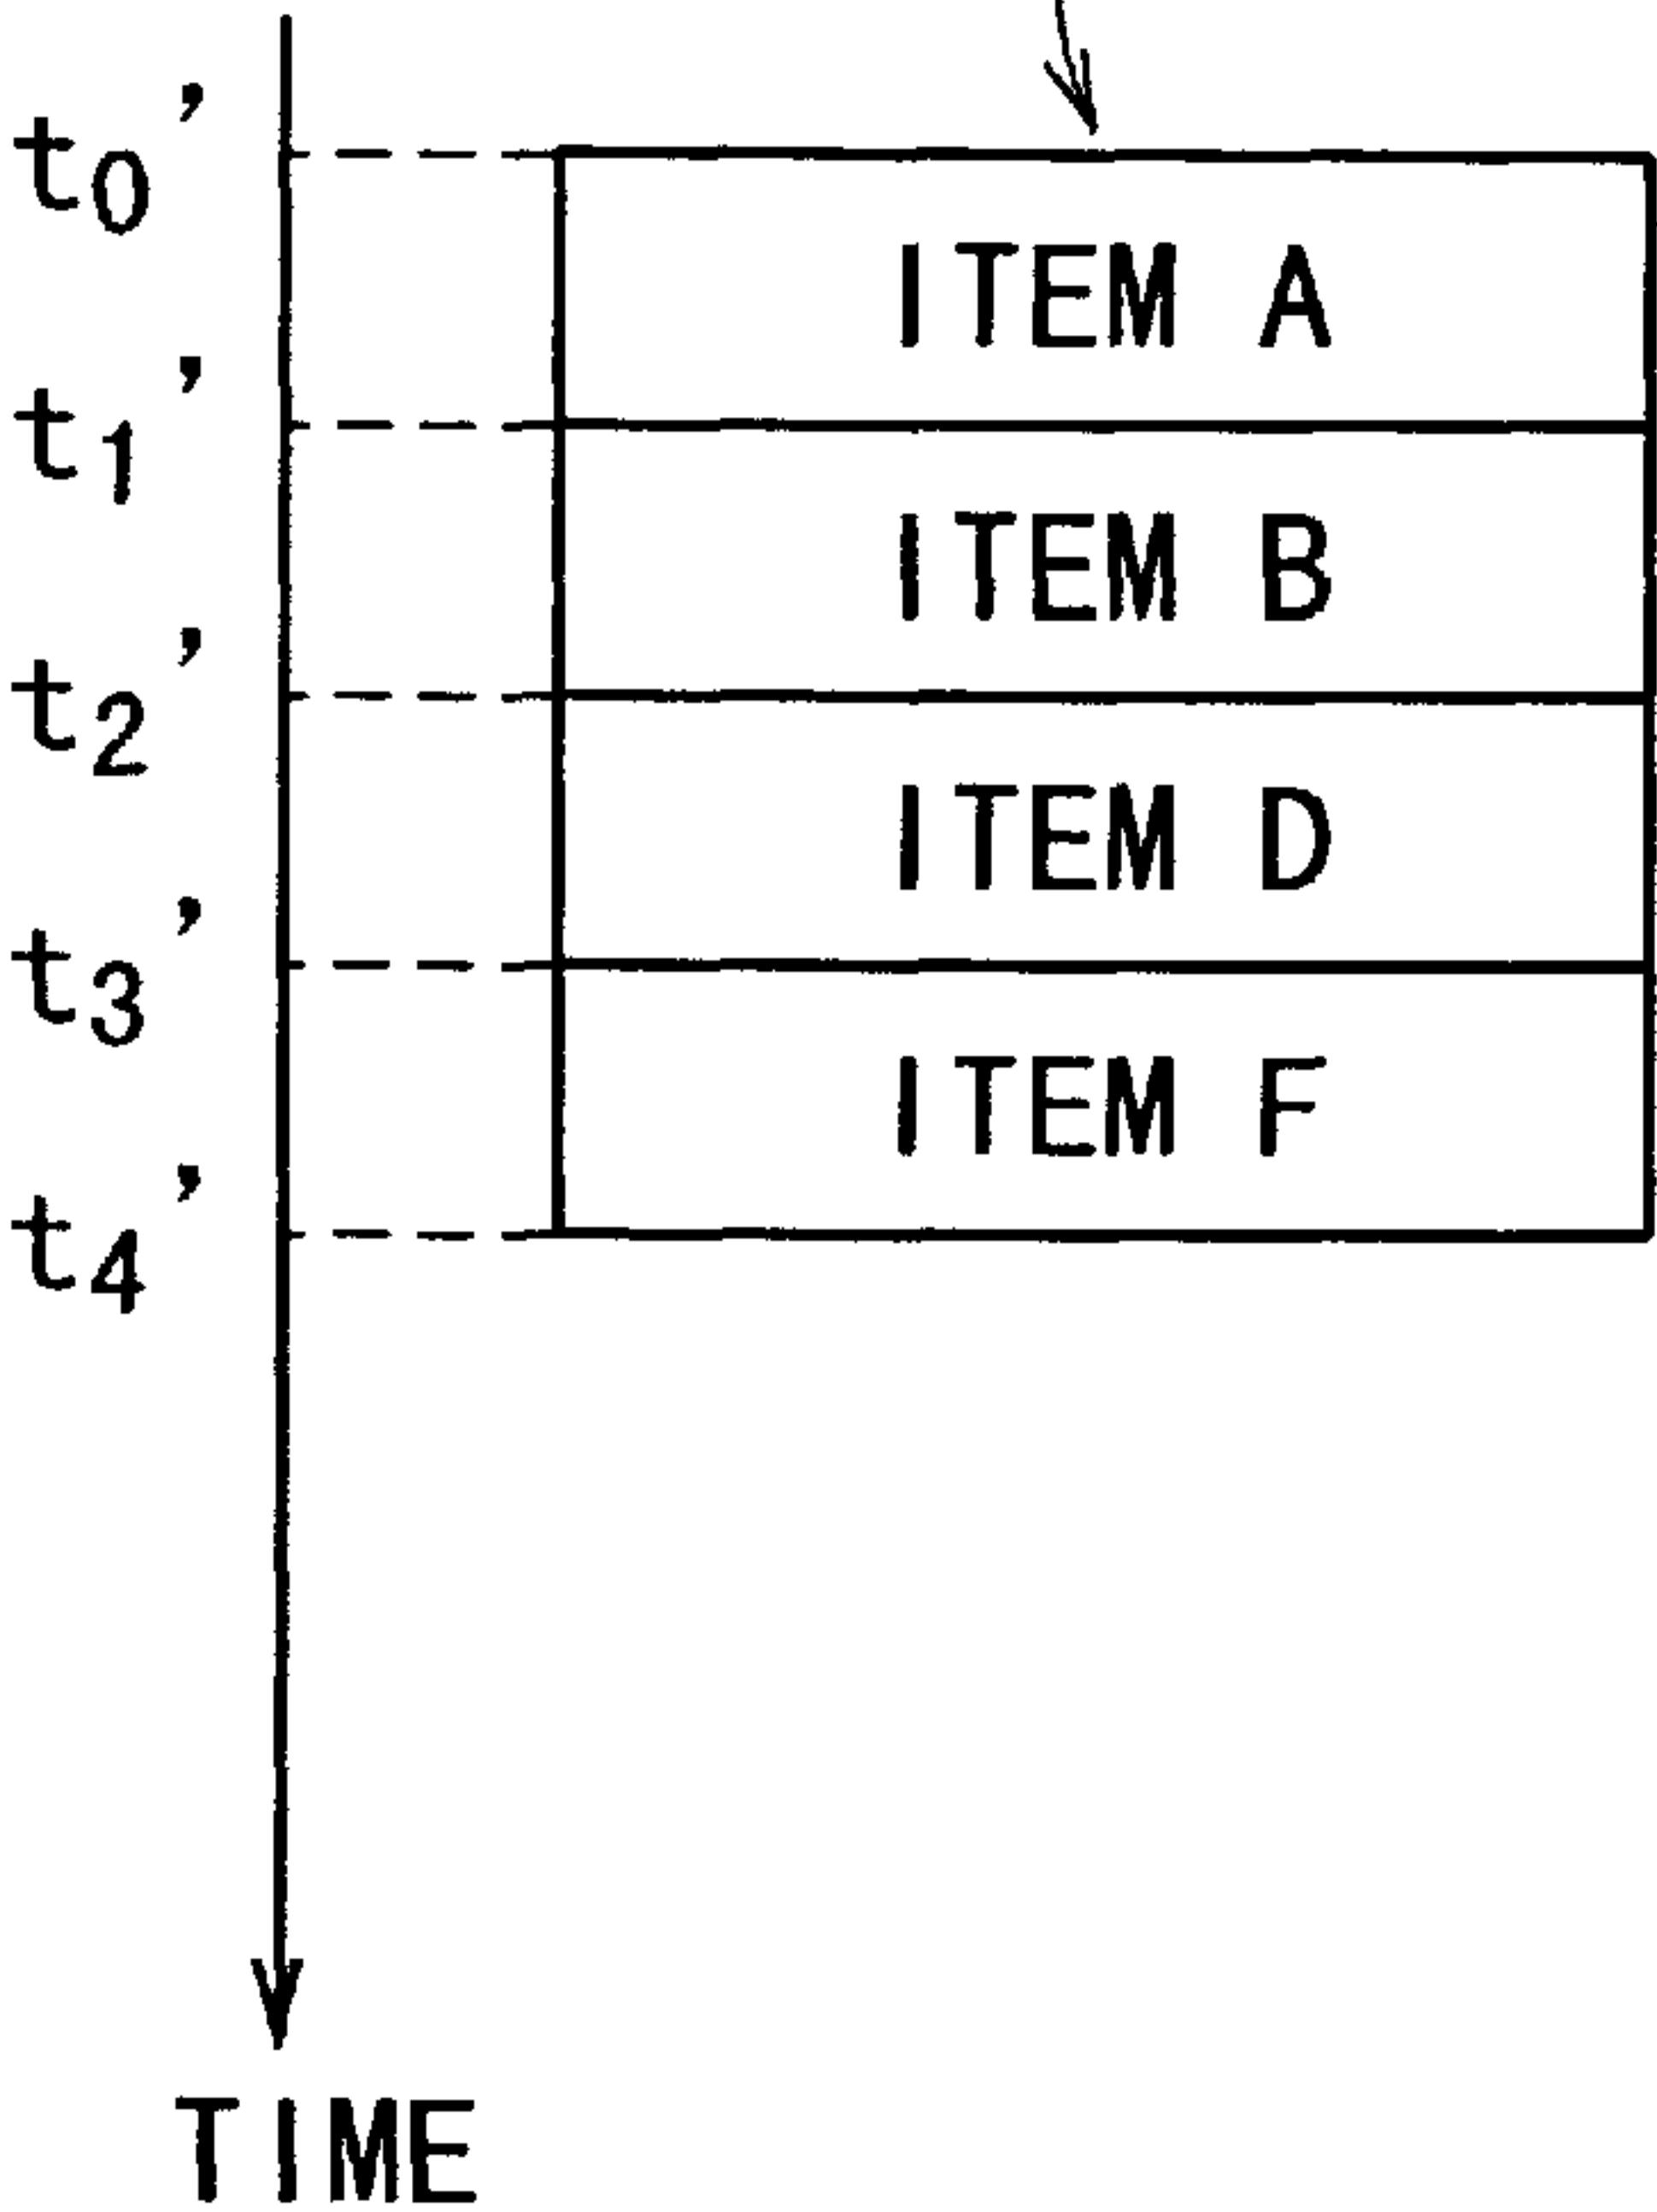 t0'
ITEM A
t1'
ITEM B
t2'
ITEM D
t3'
ITEM F
t4'
TIME